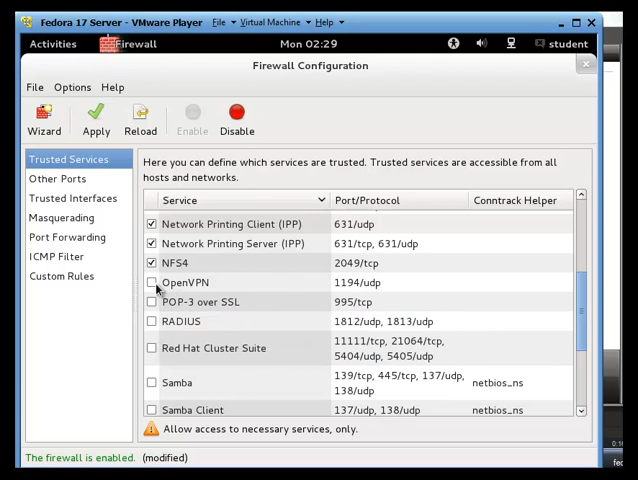 Fedora 17 Server - VMware Player File Virtual Machine Help
Activities Firewall Mon 02:29 student
Firewall Configuration
File Options Help
Wizard Apply Reload Enable Disable
Trusted Services
Other Ports
Trusted Interfaces
Masquerading
Port Forwarding
ICMP Filter
Custom Rules
Here you can define which services are trusted. Trusted services are accessible from all
hosts and networks.
Service Port/Protocol Conntrack Helper
Network Printing Client (IPP) 631/udp
Network Printing Server (IPP) 631/tcp, 631/udp
NFS4 2049/tcp
OpenVPN 1194/udp
POP-3 over SSL 995/tcp
RADIUS 1812/udp, 1813/udp
Red Hat Cluster Suite 11111/tcp, 21064/tcp,
5404/udp, 5405/udp
Samba 139/tcp, 445/tcp, 137/udp, netbios_ns
138/udp
Samba Client 137/udp, 138/udp netbios_ns
Allow access to necessary services, only.
The firewall is enabled. (modified)